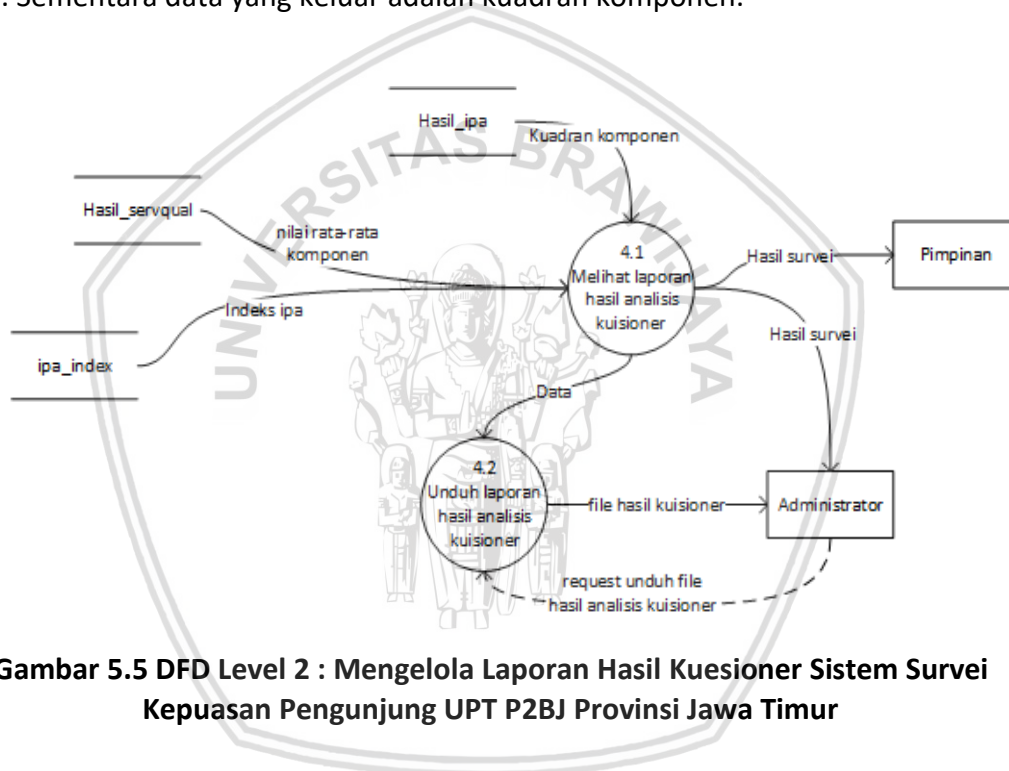 . Sementara data yang keluar adalah kuadran komponen.
UNIVERSITAS BRAWIJAYA
Hasil_ipa
Kuadran komponen
Hasil_servqual
nilai rata-rata
komponen
4.1
Melihat laporan
hasil analisis
kuisioner
Hasil survei
Pimpinan
Indeks ipa
Hasil survei
ipa_index
Data
4.2
Unduh laporan
hasil analisis
kuisioner
file hasil kuisioner
Administrator
request unduh file
hasil analisis kuisioner
Gambar 5.5 DFD Level 2 : Mengelola Laporan Hasil Kuesioner Sistem Survei
Kepuasan Pengunjung UPT P2BJ Provinsi Jawa Timur